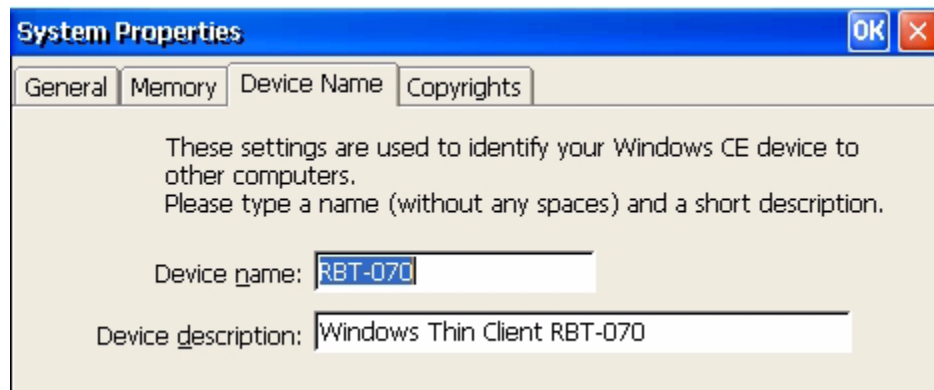 System Properties OK
General Memory Device Name Copyrights
These settings are used to identify your Windows CE device to
other computers.
Please type a name (without any spaces) and a short description.
Device name: RBT-070
Device description: Windows Thin Client RBT-070